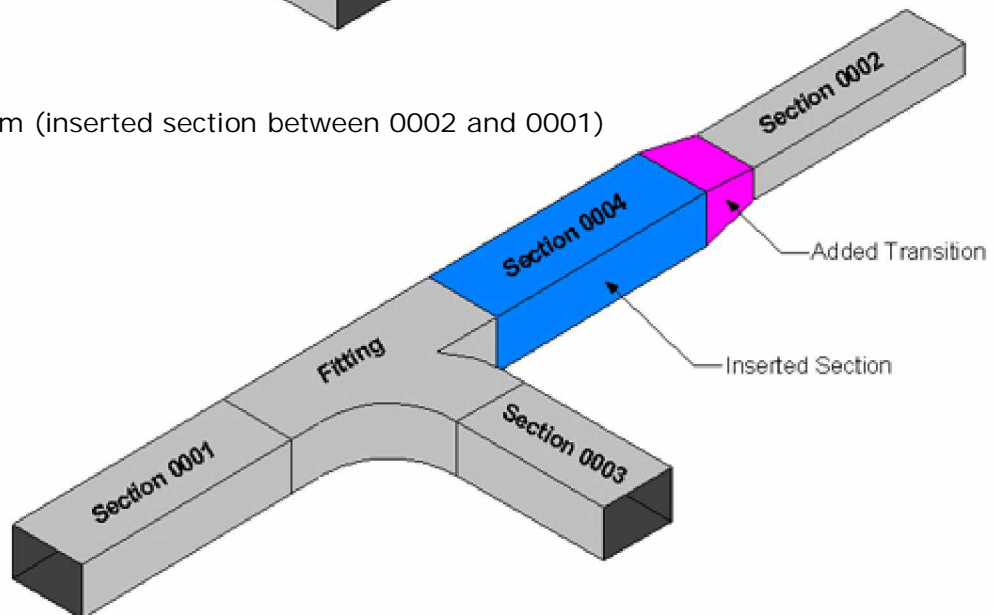 Section 0002
m (inserted section between 0002 and 0001)
Section 0004
Added Transition
Inserted Section
Fitting
Section 0003
Section 0001